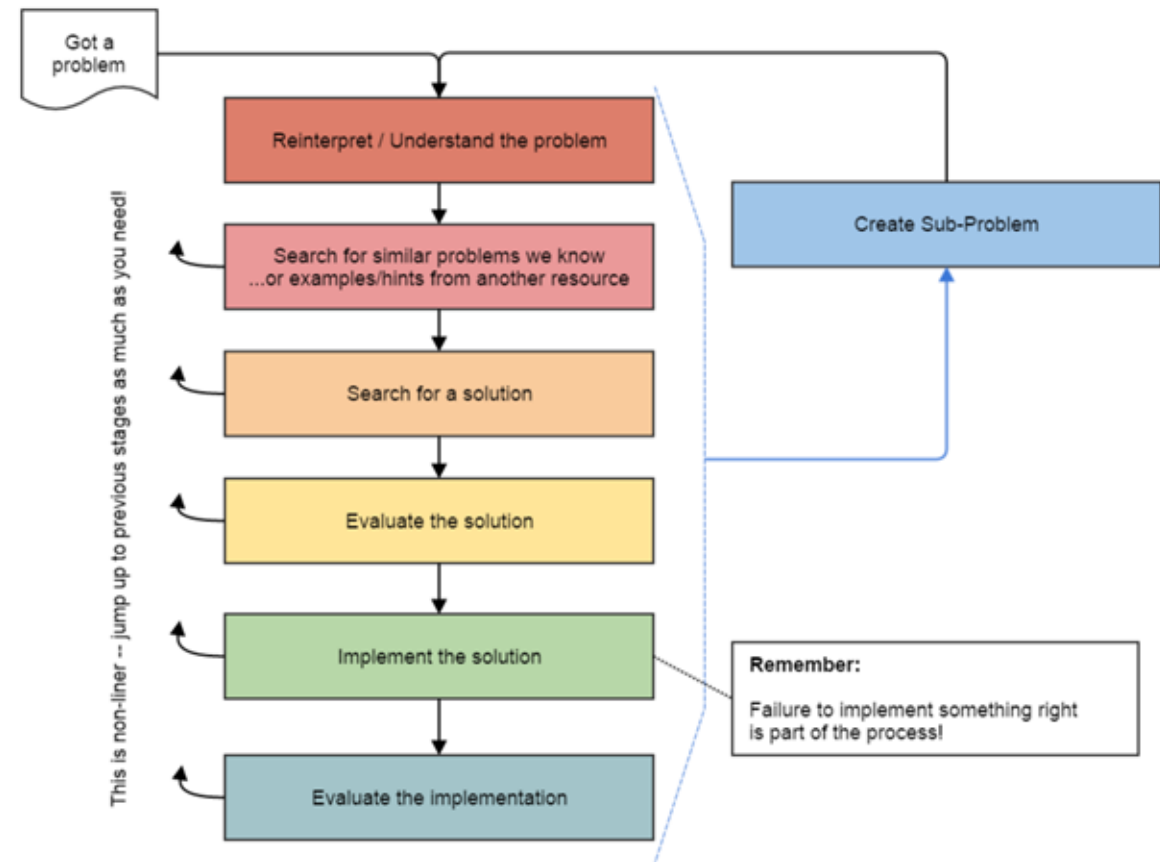 Got a
problem
Reinterpret / Understand the problem
Create Sub-Problem
Search for similar problems we know
...or examples/hints from another resource
Search for a solution
Evaluate the solution
Implement the solution
Remember:
Failure to implement something right
is part of the process!
Evaluate the implementation
This is non-liner -- jump up to previous stages as much as you need!